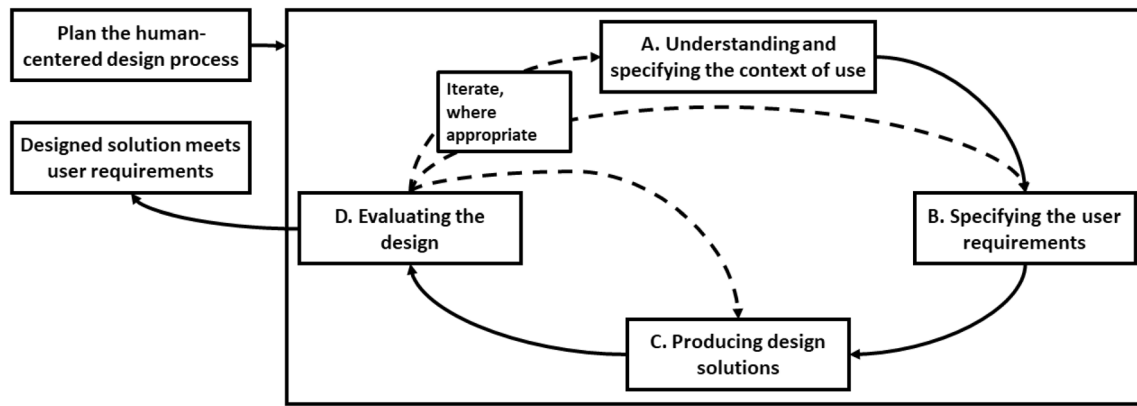 Plan the human-
centered design process
A. Understanding and
specifying the context of use
Iterate,
where
appropriate
Designed solution meets
user requirements
D. Evaluating the
design
B. Specifying the user
requirements
C. Producing design
solutions